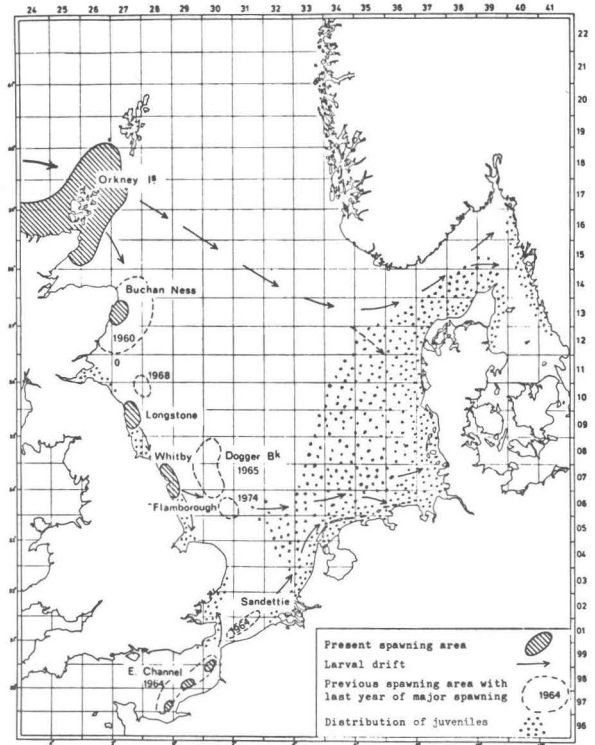 24 25 26 27 28 29 30 31 32 33 34 35 36 37 38 39 40 41
22
21
20
19
18
17
16
15
14
13
12
11
10
09
08
07
06
05
04
03
02
01
99
98
97
96
Orkney Iˢ
Buchan Ness
1960
1968
Longstone
Whitby
Dogger Bᵏ
1965
1974
"Flamborough"
Sandettie
1964
E. Channel
1964
Present spawning area
Larval drift
Previous spawning area with
last year of major spawning
1964
Distribution of juveniles